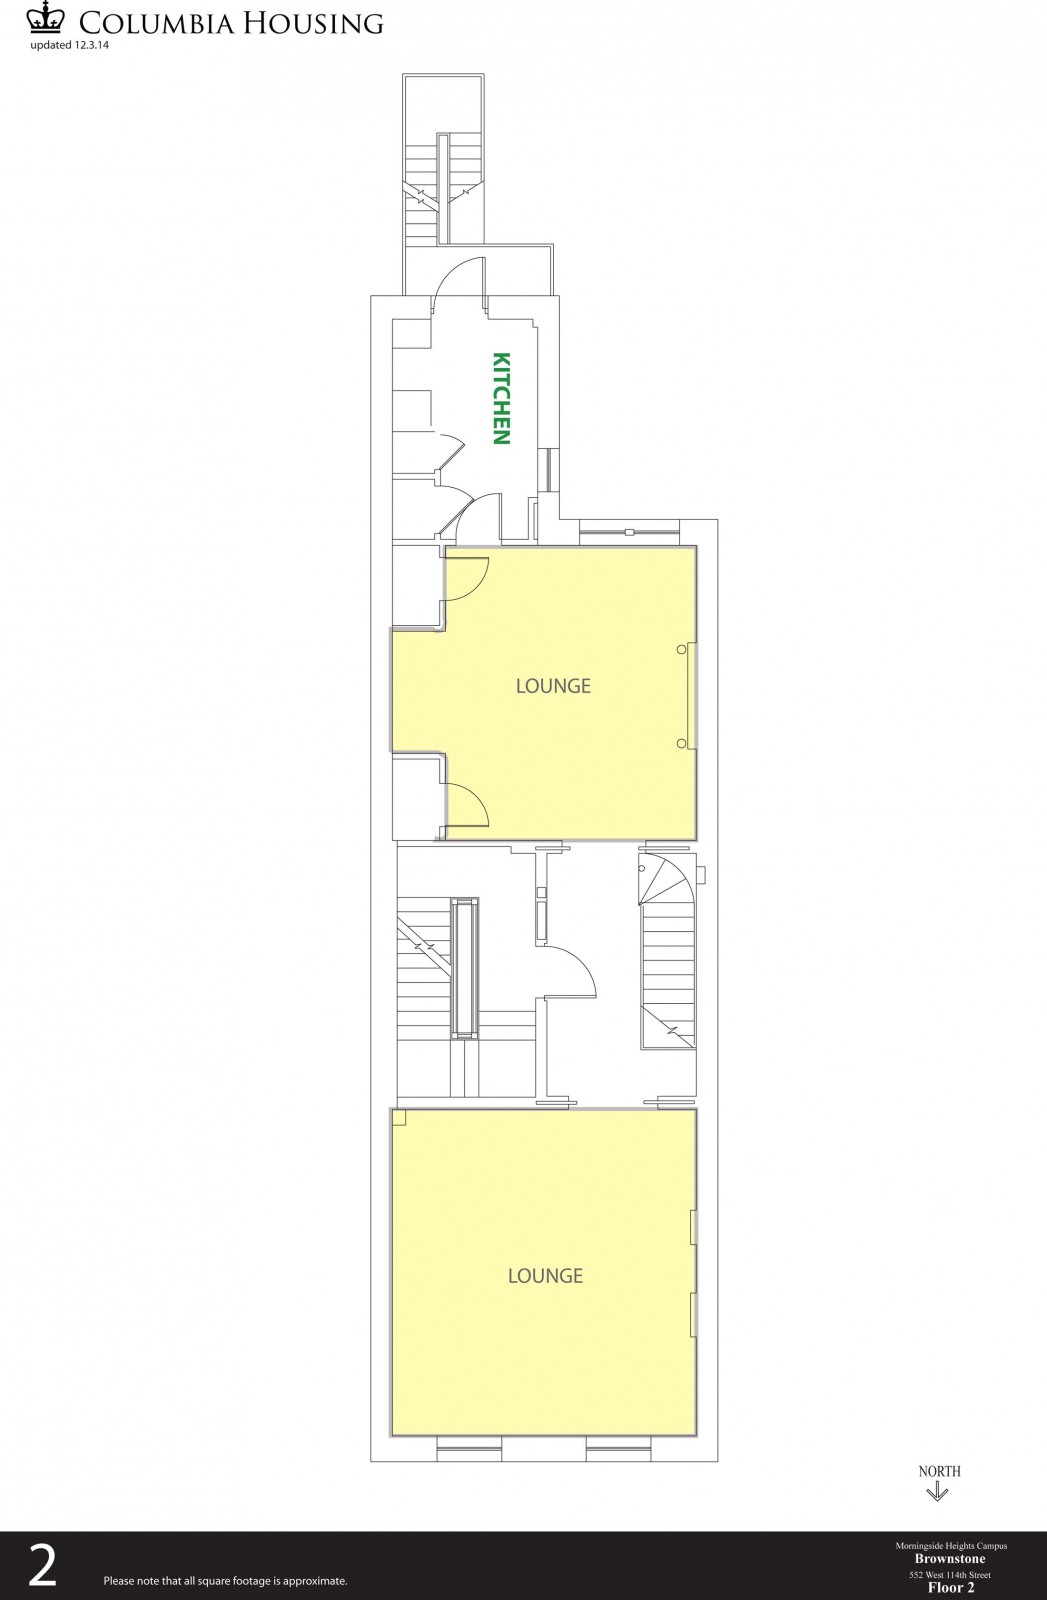 COLUMBIA HOUSING
updated 12.3.14
KITCHEN
LOUNGE
LOUNGE
NORTH
2
Please note that all square footage is approximate.
Morningside Heights Campus
Brownstone
552 West 114th Street
Floor 2